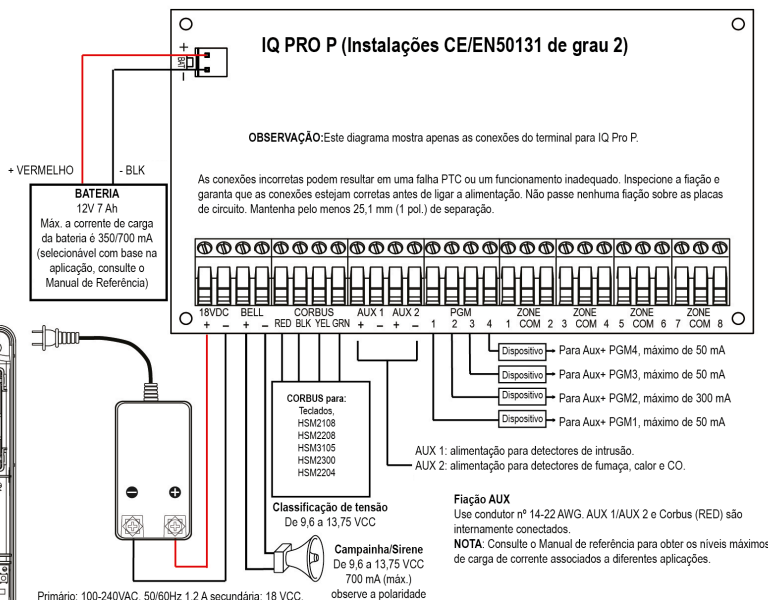 IQ PRO P (Instalações CE/EN50131 de grau 2)
+
BAT
–
OBSERVAÇÃO:Este diagrama mostra apenas as conexões do terminal para IQ Pro P.
+ VERMELHO
- BLK
As conexões incorretas podem resultar em uma falha PTC ou um funcionamento inadequado. Inspecione a fiação e
garanta que as conexões estejam corretas antes de ligar a alimentação. Não passe nenhuma fiação sobre as placas
de circuito. Mantenha pelo menos 25,1 mm (1 pol.) de separação.
BATERIA
12V 7 Ah
Máx. a corrente de carga
da bateria é 350/700 mA
(selecionável com base na
aplicação, consulte o
Manual de Referência)
18VDC BELL CORBUS AUX 1 AUX 2 PGM ZONE ZONE ZONE ZONE
+ – + – RED BLK YEL GRN + – + – 1 2 3 4 1 COM 2 3 COM 4 5 COM 6 7 COM 8
Dispositivo Para Aux+ PGM4, máximo de 50 mA
Dispositivo Para Aux+ PGM3, máximo de 50 mA
Dispositivo Para Aux+ PGM2, máximo de 300 mA
Dispositivo Para Aux+ PGM1, máximo de 50 mA
CORBUS para:
Teclados,
HSM2108
HSM2208
HSM3105
HSM2300
HSM2204
AUX 1: alimentação para detectores de intrusão.
AUX 2: alimentação para detectores de fumaça, calor e CO.
– +
Classificação de tensão
De 9,6 a 13,75 VCC
Fiação AUX
Use condutor nº 14-22 AWG. AUX 1/AUX 2 e Corbus (RED) são
internamente conectados.
NOTA: Consulte o Manual de referência para obter os níveis máximos
de carga de corrente associados a diferentes aplicações.
Campainha/Sirene
De 9,6 a 13,75 VCC
700 mA (máx.)
observe a polaridade
Primário: 100-240VAC, 50/60Hz 1.2 A secundária: 18 VCC,